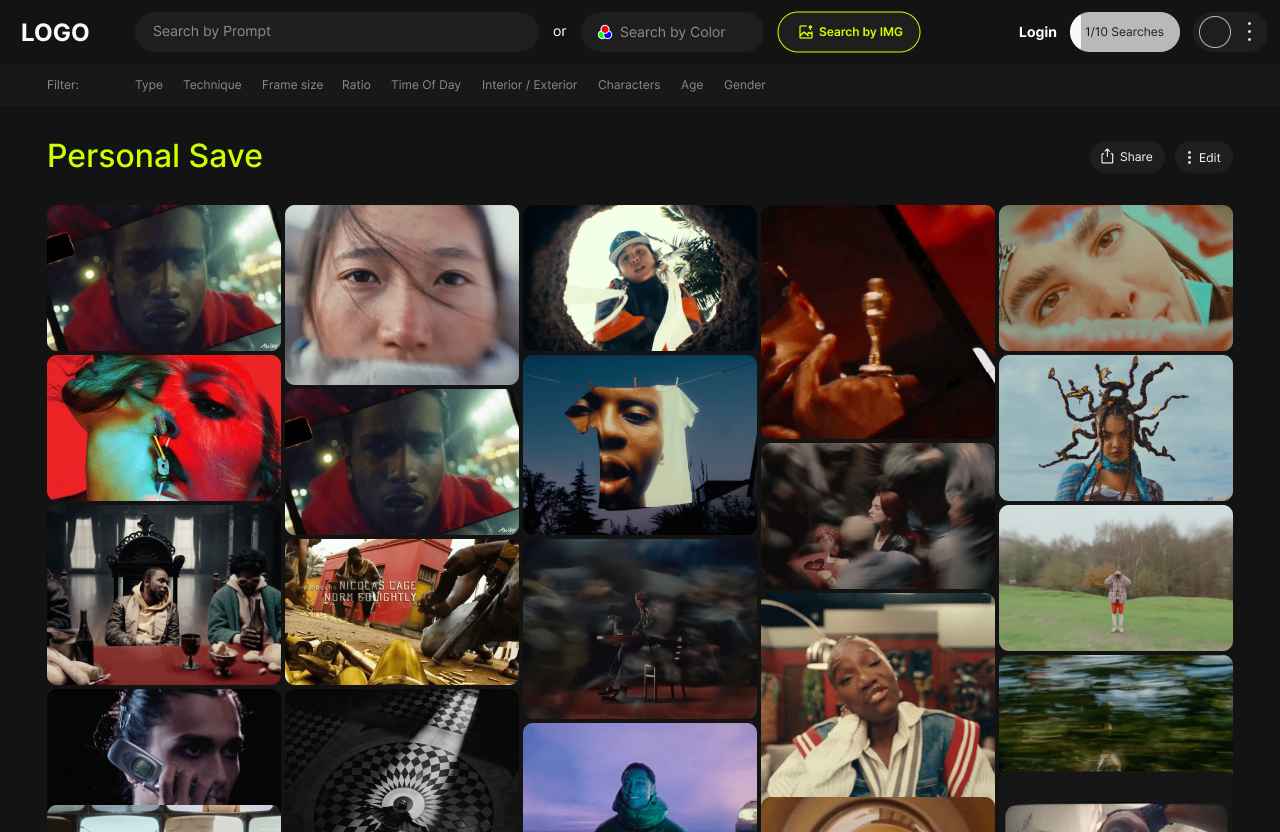 LOGO
Search by Prompt
or
Search by Color
Search by IMG
Login
1/10 Searches
Filter:
Type
Technique
Frame size
Ratio
Time Of Day
Interior / Exterior
Characters
Age
Gender
Personal Save
Share
Edit
NICOLAS CAGE
NORM GOLIGHTLY